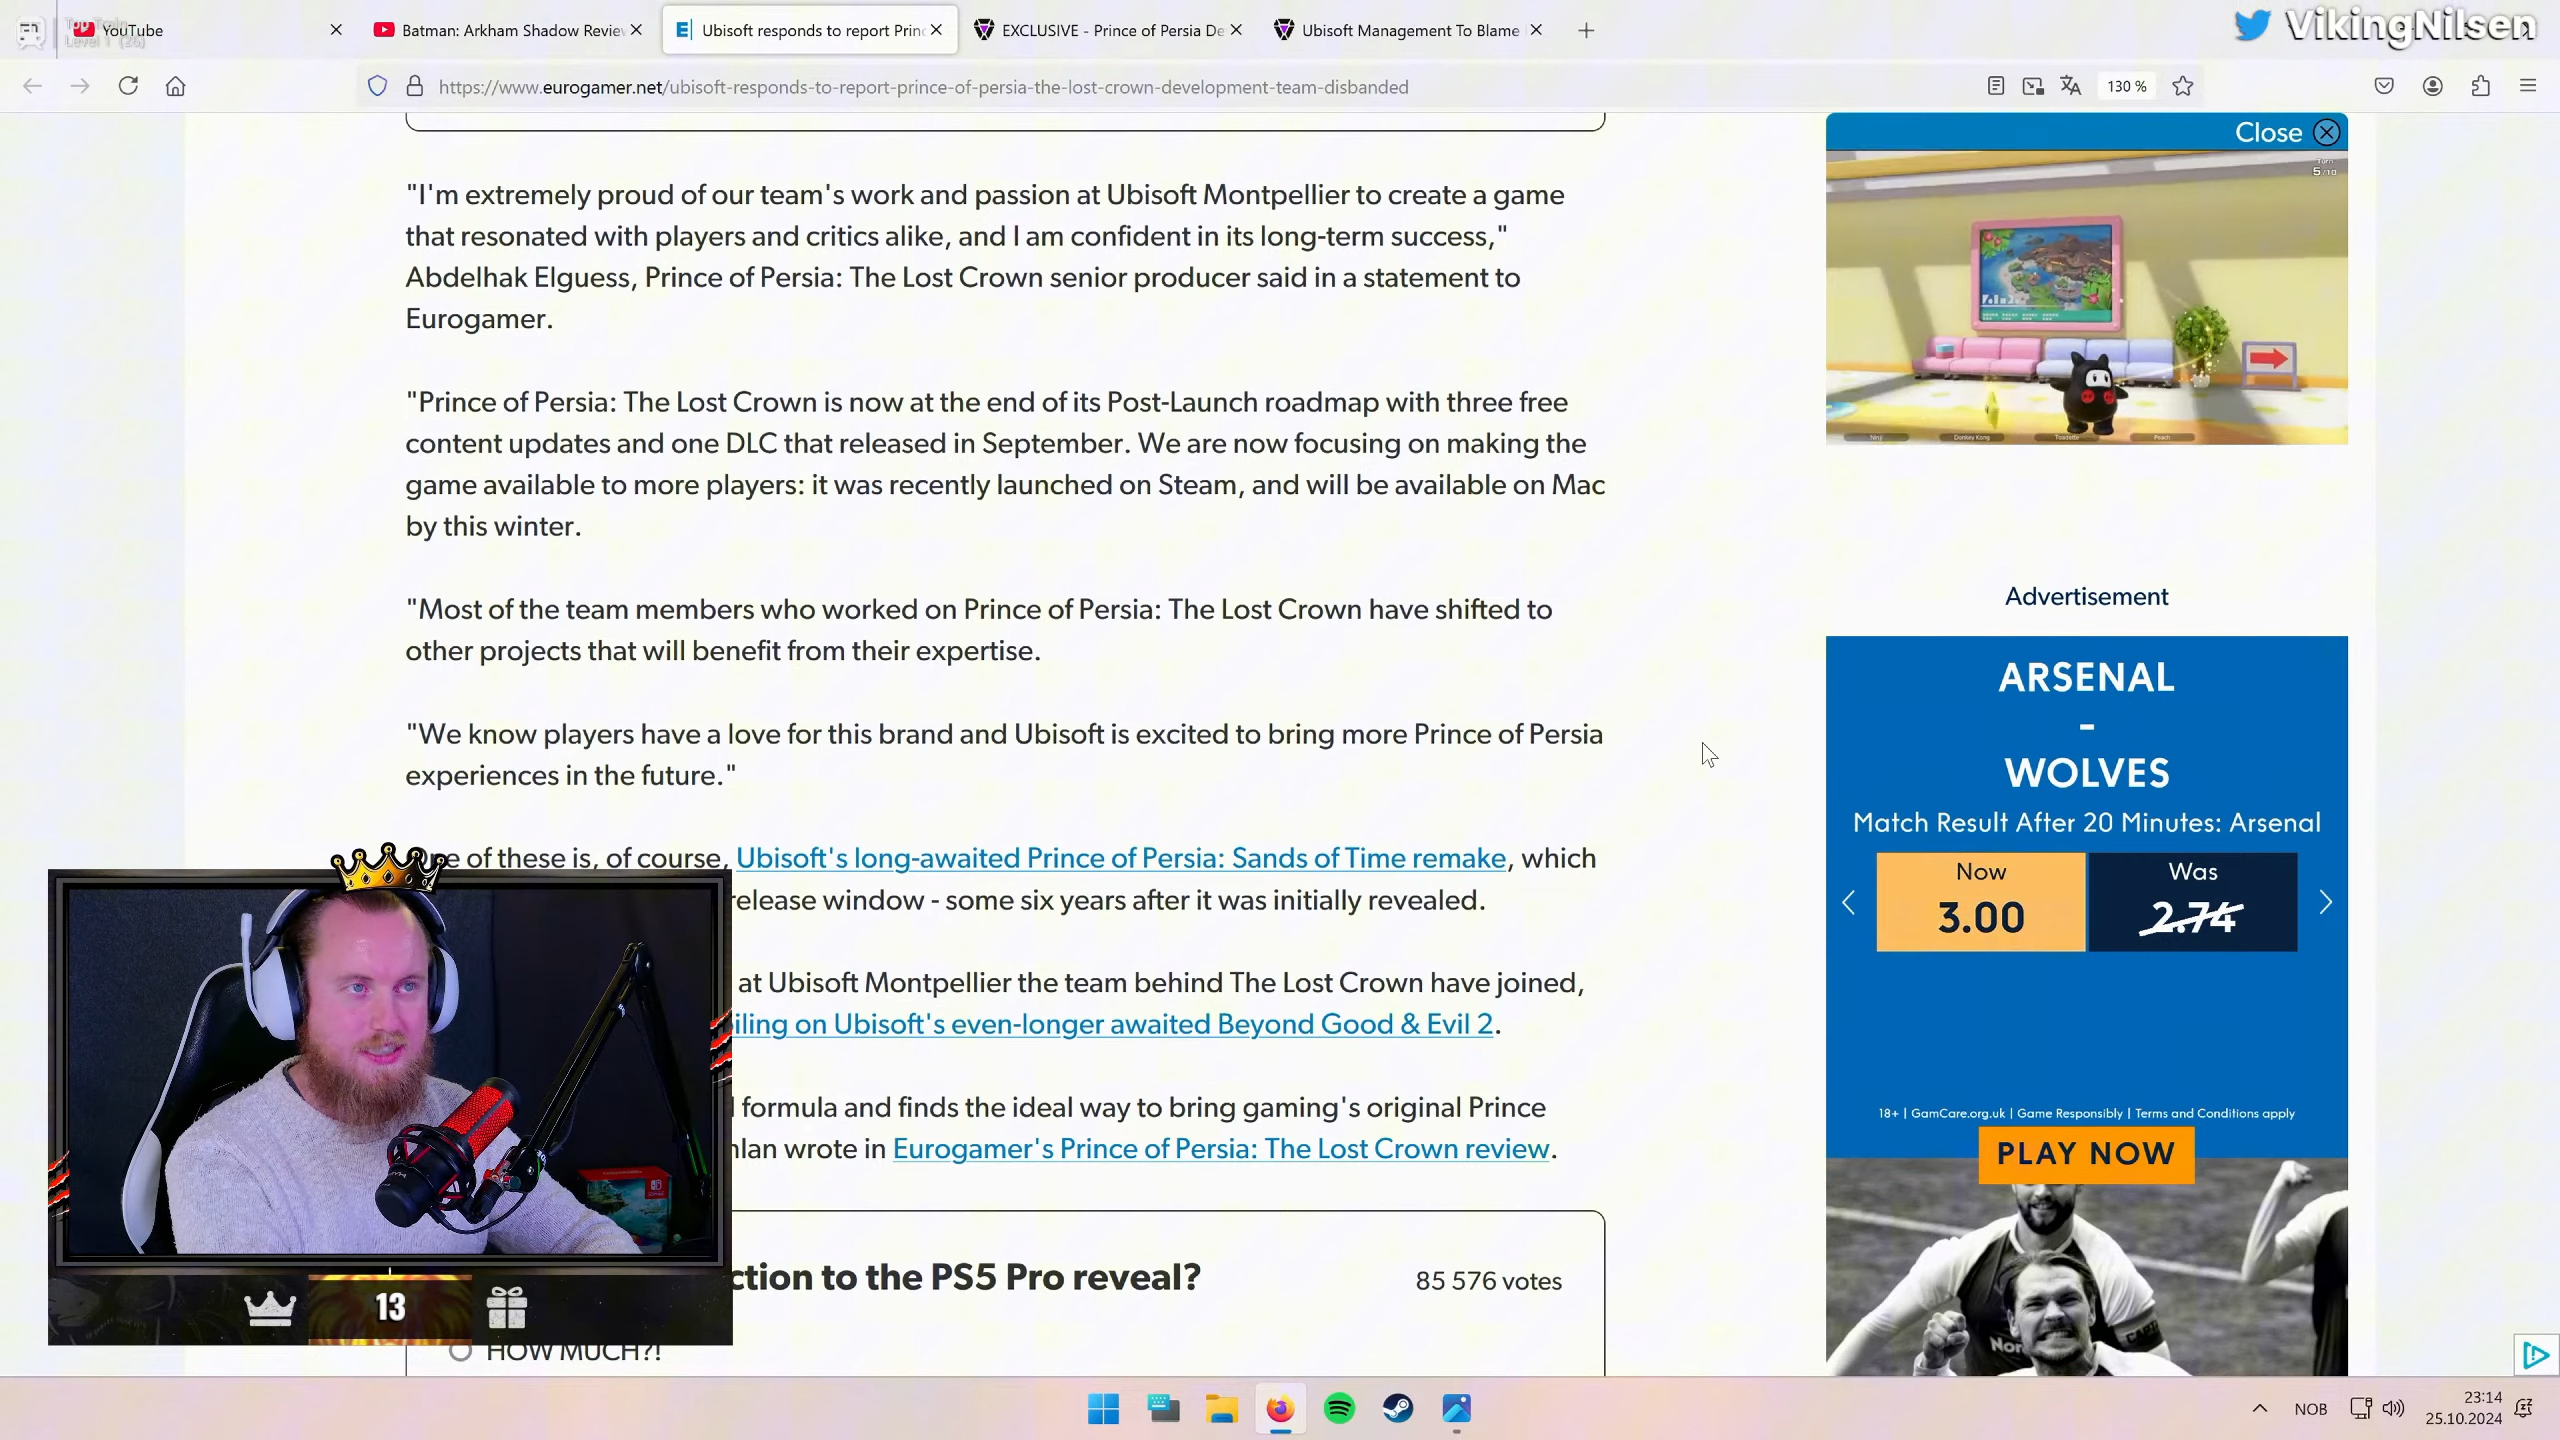 YouTube
Batman: Arkham Shadow Review
Ubisoft responds to report Princ
EXCLUSIVE - Prince of Persia De
Ubisoft Management To Blame
VikingNilsen
https://www.eurogamer.net/ubisoft-responds-to-report-prince-of-persia-the-lost-crown-development-team-disbanded
130 %
Close
Turn
5/10
"I'm extremely proud of our team's work and passion at Ubisoft Montpellier to create a game
that resonated with players and critics alike, and I am confident in its long-term success,"
Abdelhak Elguess, Prince of Persia: The Lost Crown senior producer said in a statement to
Eurogamer.
"Prince of Persia: The Lost Crown is now at the end of its Post-Launch roadmap with three free
content updates and one DLC that released in September. We are now focusing on making the
game available to more players: it was recently launched on Steam, and will be available on Mac
by this winter.
"Most of the team members who worked on Prince of Persia: The Lost Crown have shifted to
other projects that will benefit from their expertise.
"We know players have a love for this brand and Ubisoft is excited to bring more Prince of Persia
experiences in the future."
of these is, of course, Ubisoft's long-awaited Prince of Persia: Sands of Time remake, which
release window - some six years after it was initially revealed.
at Ubisoft Montpellier the team behind The Lost Crown have joined,
iling on Ubisoft's even-longer awaited Beyond Good & Evil 2.
formula and finds the ideal way to bring gaming's original Prince
wrote in Eurogamer's Prince of Persia: The Lost Crown review.
ction to the PS5 Pro reveal?
85 576 votes
HOW MUCH?!
13
Donkey Kong
Toadette
Peach
Advertisement
ARSENAL
-
WOLVES
Match Result After 20 Minutes: Arsenal
Now
3.00
Was
2.74
18+ | GamCare.org.uk | Game Responsibly | Terms and Conditions apply
PLAY NOW
NOB
23:14
25.10.2024